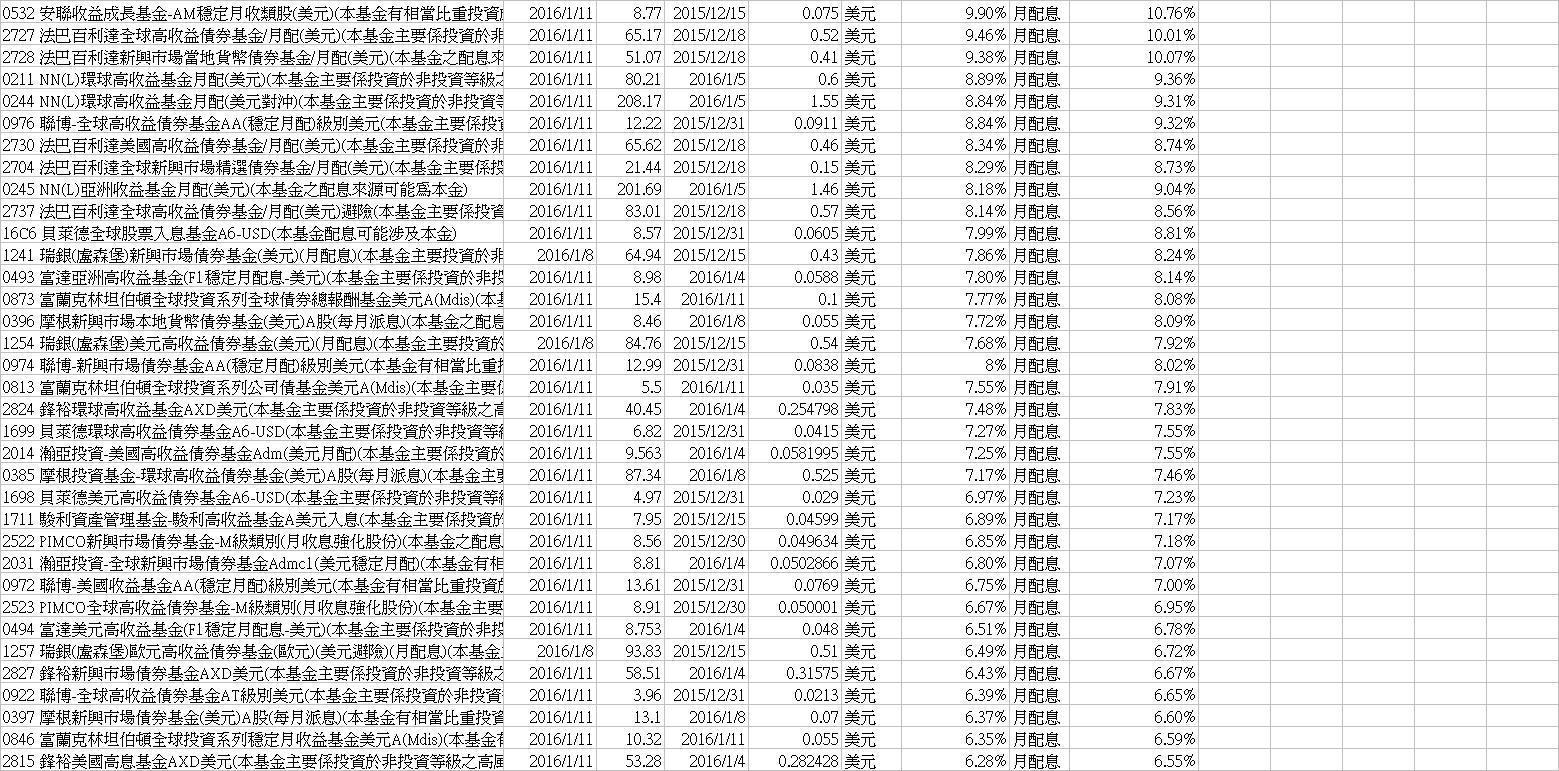 0532 安聯收益成長基金-AM穩定月收類股(美元)(本基金有相當比重投資 2016/1/11 8.77 2015/12/15 0.075 美元 9.90% 月配息 10.76%
2727 法巴百利達全球高收益債券基金/月配(美元)(本基金主要係投資於非 2016/1/11 65.17 2015/12/18 0.52 美元 9.46% 月配息 10.01%
2728 法巴百利達新興市場當地貨幣債券基金/月配(美元)(本基金之配息來 2016/1/11 51.07 2015/12/18 0.41 美元 9.38% 月配息 10.07%
0211 NN(L)環球高收益基金月配(美元)(本基金主要係投資於非投資等級之 2016/1/11 80.21 2016/1/5 0.6 美元 8.89% 月配息 9.36%
0244 NN(L)環球高收益基金月配(美元對沖)(本基金主要係投資於非投資等 2016/1/11 208.17 2016/1/5 1.55 美元 8.84% 月配息 9.31%
0976 聯博-全球高收益債券基金AA(穩定月配)級別美元(本基金主要係投資 2016/1/11 12.22 2015/12/31 0.0911 美元 8.84% 月配息 9.32%
2730 法巴百利達美國高收益債券基金/月配(美元)(本基金主要係投資於非 2016/1/11 65.62 2015/12/18 0.46 美元 8.34% 月配息 8.74%
2704 法巴百利達全球新興市場精選債券基金/月配(美元)(本基金主要係投 2016/1/11 21.44 2015/12/18 0.15 美元 8.29% 月配息 8.73%
0245 NN(L)亞洲收益基金月配(美元)(本基金之配息來源可能為本金) 2016/1/11 201.69 2016/1/5 1.46 美元 8.18% 月配息 9.04%
2737 法巴百利達全球高收益債券基金/月配(美元)避險(本基金主要係投資 2016/1/11 83.01 2015/12/18 0.57 美元 8.14% 月配息 8.56%
16C6 貝萊德全球股票入息基金A6-USD(本基金配息可能涉及本金) 2016/1/11 8.57 2015/12/31 0.0605 美元 7.99% 月配息 8.81%
1241 瑞銀(盧森堡)新興市場債券基金(美元)(月配息)(本基金主要投資於非 2016/1/8 64.94 2015/12/15 0.43 美元 7.86% 月配息 8.24%
0493 富達亞洲高收益基金(F1穩定月配息-美元)(本基金主要係投資於非投 2016/1/11 8.98 2016/1/4 0.0588 美元 7.80% 月配息 8.14%
0873 富蘭克林坦伯頓全球投資系列全球債券總報酬基金美元A(Mdis)(本基 2016/1/11 15.4 2016/1/11 0.1 美元 7.77% 月配息 8.08%
0396 摩根新興市場本地貨幣債券基金(美元)A股(每月派息)(本基金之配息 2016/1/11 8.46 2016/1/8 0.055 美元 7.72% 月配息 8.09%
1254 瑞銀(盧森堡)美元高收益債券基金(美元)(月配息)(本基金主要投資於 2016/1/8 84.76 2015/12/15 0.54 美元 7.68% 月配息 7.92%
0974 聯博-新興市場債券基金AA(穩定月配)級別美元(本基金有相當比重投 2016/1/11 12.99 2015/12/31 0.0838 美元 8% 月配息 8.02%
0813 富蘭克林坦伯頓全球投資系列公司債基金美元A(Mdis)(本基金主要係 2016/1/11 5.5 2016/1/11 0.035 美元 7.55% 月配息 7.91%
2824 鋒裕環球高收益基金AXD美元(本基金主要係投資於非投資等級之高 2016/1/11 40.45 2016/1/4 0.254798 美元 7.48% 月配息 7.83%
1699 貝萊德環球高收益債券基金A6-USD(本基金主要係投資於非投資等級 2016/1/11 6.82 2015/12/31 0.0415 美元 7.27% 月配息 7.55%
2014 瀚亞投資-美國高收益債券基金Adm(美元月配)(本基金主要係投資於 2016/1/11 9.563 2016/1/4 0.0581995 美元 7.25% 月配息 7.55%
0385 摩根投資基金-環球高收益債券基金(美元)A股(每月派息)(本基金主要 2016/1/11 87.34 2016/1/8 0.525 美元 7.17% 月配息 7.46%
1698 貝萊德美元高收益債券基金A6-USD(本基金主要係投資於非投資等級 2016/1/11 4.97 2015/12/31 0.029 美元 6.97% 月配息 7.23%
1711 駿利資產管理基金-駿利高收益基金A美元入息(本基金主要係投資於 2016/1/11 7.95 2015/12/15 0.04599 美元 6.89% 月配息 7.17%
2522 PIMCO新興市場債券基金-M級類別(月收息強化股份)(本基金之配息 2016/1/11 8.56 2015/12/30 0.049634 美元 6.85% 月配息 7.18%
2031 瀚亞投資-全球新興市場債券基金Admc1(美元穩定月配)(本基金有相 2016/1/11 8.81 2016/1/4 0.0502866 美元 6.80% 月配息 7.07%
0972 聯博-美國收益基金AA(穩定月配)級別美元(本基金有相當比重投資於 2016/1/11 13.61 2015/12/31 0.0769 美元 6.75% 月配息 7.00%
2523 PIMCO全球高收益債券基金-M級類別(月收息強化股份)(本基金主要 2016/1/11 8.91 2015/12/30 0.050001 美元 6.67% 月配息 6.95%
0494 富達美元高收益基金(F1穩定月配息-美元)(本基金主要係投資於非投 2016/1/11 8.753 2016/1/4 0.048 美元 6.51% 月配息 6.78%
1257 瑞銀(盧森堡)歐元高收益債券基金(歐元)(美元避險)(月配息)(本基金 2016/1/8 93.83 2015/12/15 0.51 美元 6.49% 月配息 6.72%
2827 鋒裕新興市場債券基金AXD美元(本基金主要係投資於非投資等級之 2016/1/11 58.51 2016/1/4 0.31575 美元 6.43% 月配息 6.67%
0922 聯博-全球高收益債券基金AT級別美元(本基金主要係投資於非投資等 2016/1/11 3.96 2015/12/31 0.0213 美元 6.39% 月配息 6.65%
0397 摩根新興市場債券基金(美元)A股(每月派息)(本基金有相當比重投資 2016/1/11 13.1 2016/1/8 0.07 美元 6.37% 月配息 6.60%
0846 富蘭克林坦伯頓全球投資系列穩定月收益基金美元A(Mdis)(本基金有 2016/1/11 10.32 2016/1/11 0.055 美元 6.35% 月配息 6.59%
2815 鋒裕美國高息基金AXD美元(本基金主要係投資於非投資等級之高風 2016/1/11 53.28 2016/1/4 0.282428 美元 6.28% 月配息 6.55%